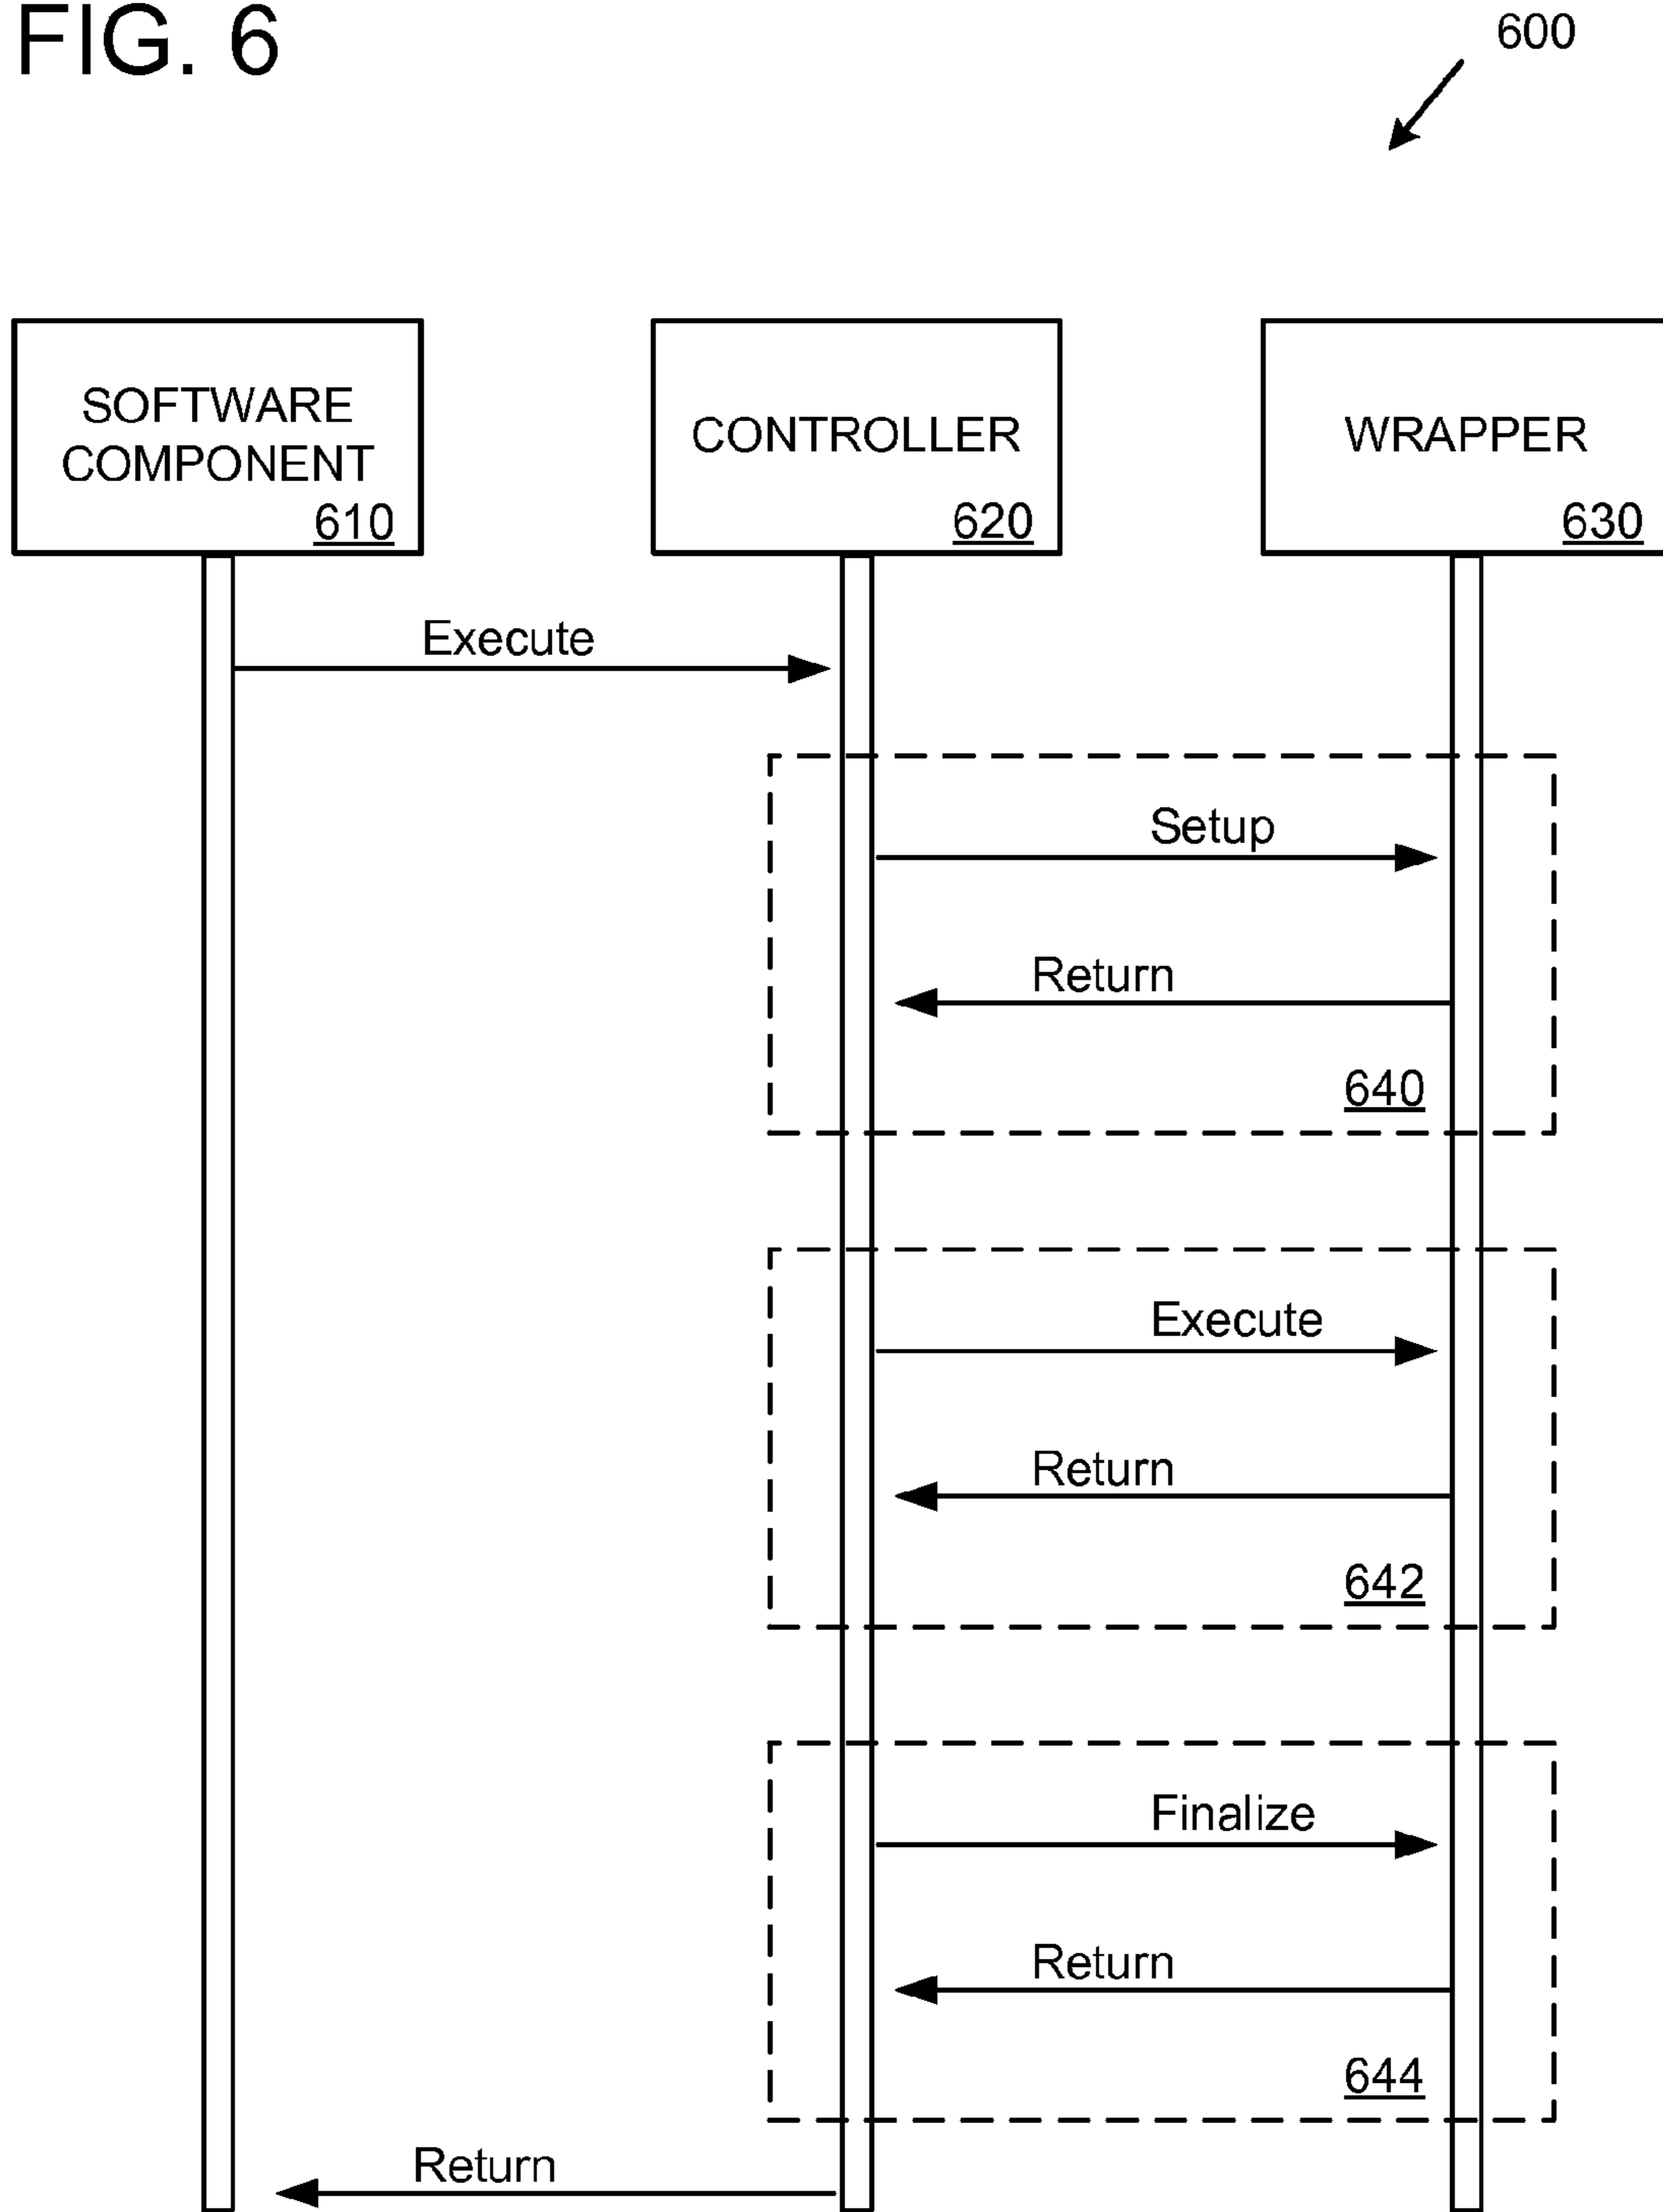 FIG. 6
600
SOFTWARE
COMPONENT
610
CONTROLLER
620
WRAPPER
630
Execute
Setup
Return
640
Execute
Return
642
Finalize
Return
644
Return